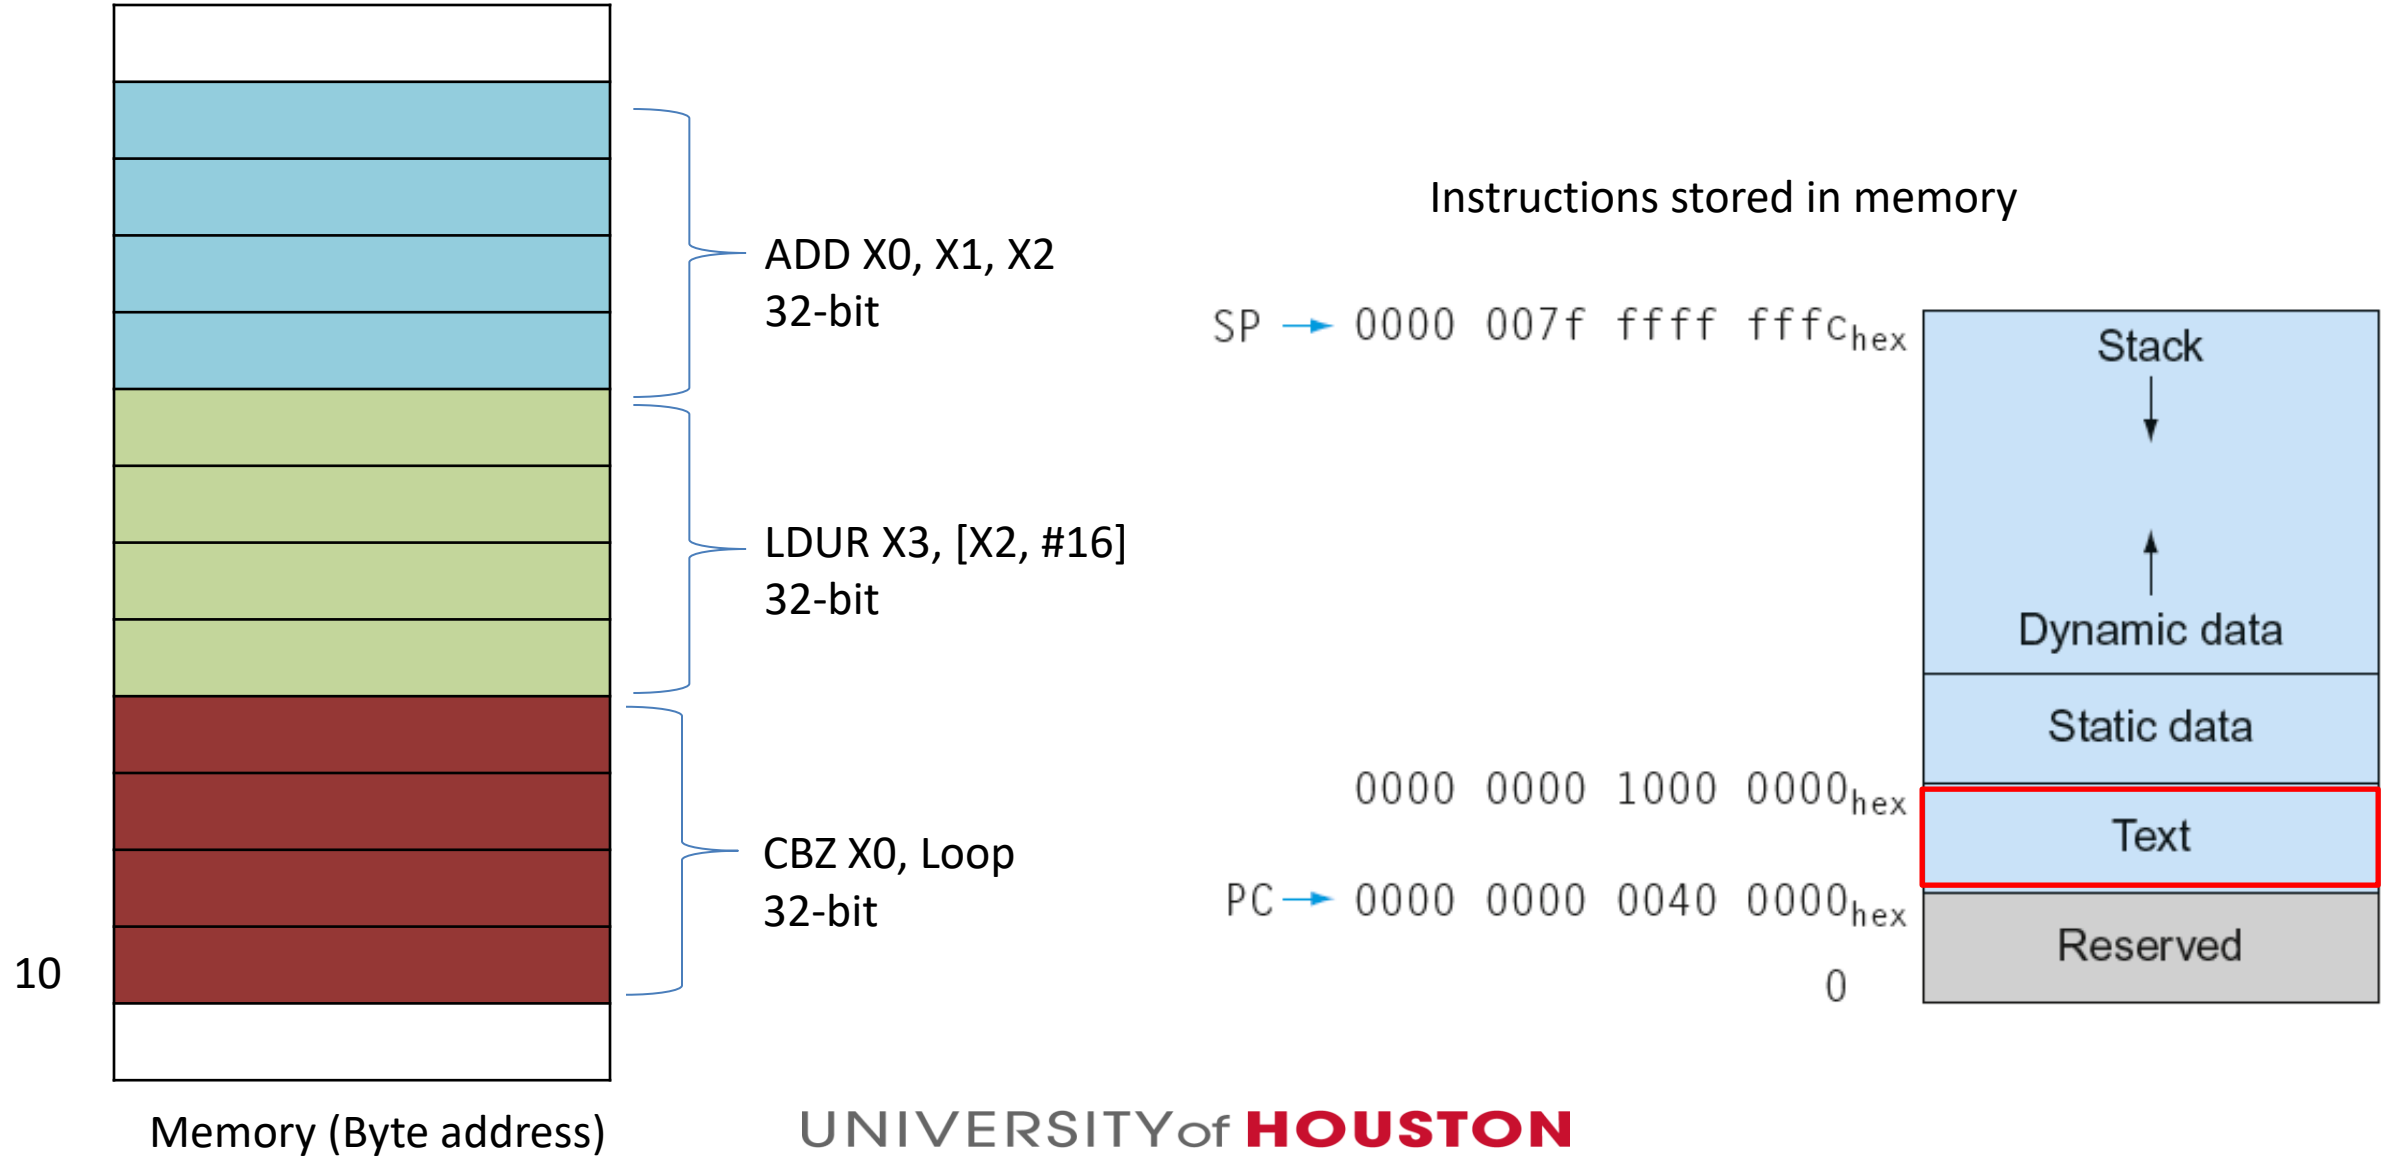 ADD X0, X1, X2
32-bit
LDUR X3, [X2, #16]
32-bit
CBZ X0, Loop
32-bit
10
Memory (Byte address)
Instructions stored in memory
SP 0000 007f ffff fffc hex
Stack
Dynamic data
Static data
0000 0000 1000 0000 hex
Text
PC 0000 0000 0040 0000 hex
Reserved
0
UNIVERSITY of HOUSTON